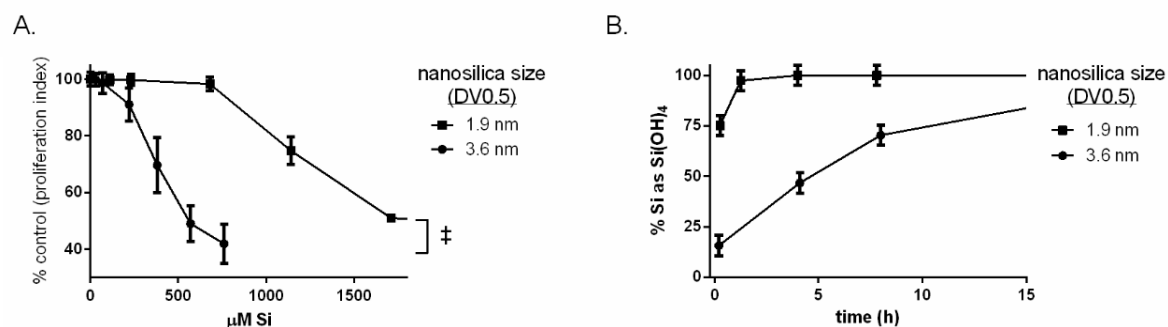 A.
% control (proliferation index)
100
80
60
40
0
500
1000
1500
μM Si
nanosilica size
(DV0.5)
1.9 nm
3.6 nm
‡
B.
% Si as Si(OH)4
100
75
50
25
0
0
5
10
15
time (h)
nanosilica size
(DV0.5)
1.9 nm
3.6 nm